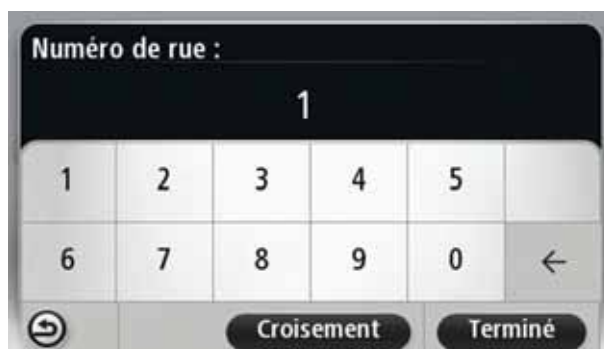 Numéro de rue :
1
1 2 3 4 5
6 7 8 9 0 ←
Croisement Terminé